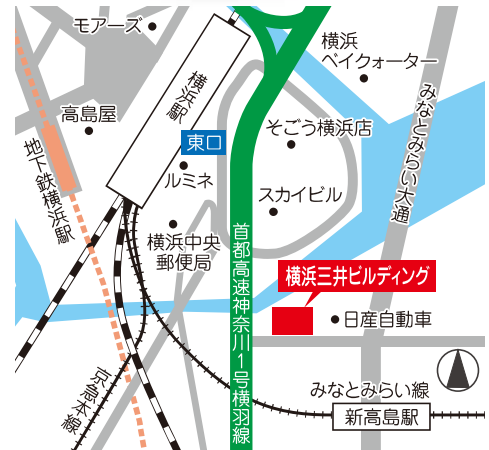 モアーズ
横浜
ベイクォーター
横浜駅
高島屋
東口
そごう横浜店
みなとみらい大通
地下鉄横浜駅
ルミネ
スカイビル
横浜中央
郵便局
首都高速神奈川1号横羽線
横浜三井ビルディング
日産自動車
京急本線
みなとみらい線
新高島駅